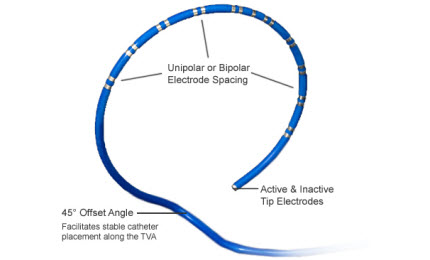 Unipolar or Bipolar
Electrode Spacing
Active & Inactive
Tip Electrodes
45° Offset Angle
Facilitates stable catheter
placement along the TVA